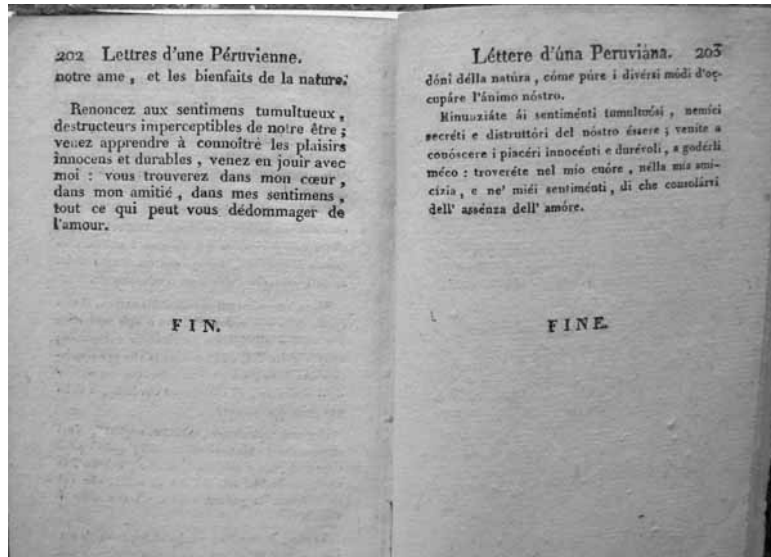 202 Lettres d'une Péruvienne.
notre ame, et les bienfaits de la nature.
Renoncez aux sentimens tumultueux,
destructeurs imperceptibles de notre être ;
venez apprendre à connoître les plaisirs
innocens et durables, venez en jouir avec
moi : vous trouverez dans mon cœur,
dans mon amitié, dans mes sentimens,
tout ce qui peut vous dédommager de
l'amour.
FIN.
Léttere d'úna Peruviána. 203
dóni délla natúra, cóme púre i divérsi módi d'oc-
cupáre l'ánimo nóstro.
Rinunziáte ái sentiménti tumultuósi, nemíci
secréti e distruttóri del nóstro éssere ; venite a
conóscere i piacéri innocénti e durévoli, a godérli
méco : troveréte nel mio cuóre, nélla mia ami-
cízia, e ne' miéi sentiménti, di che consolárvi
dell' assénza dell' amóre.
FINE.